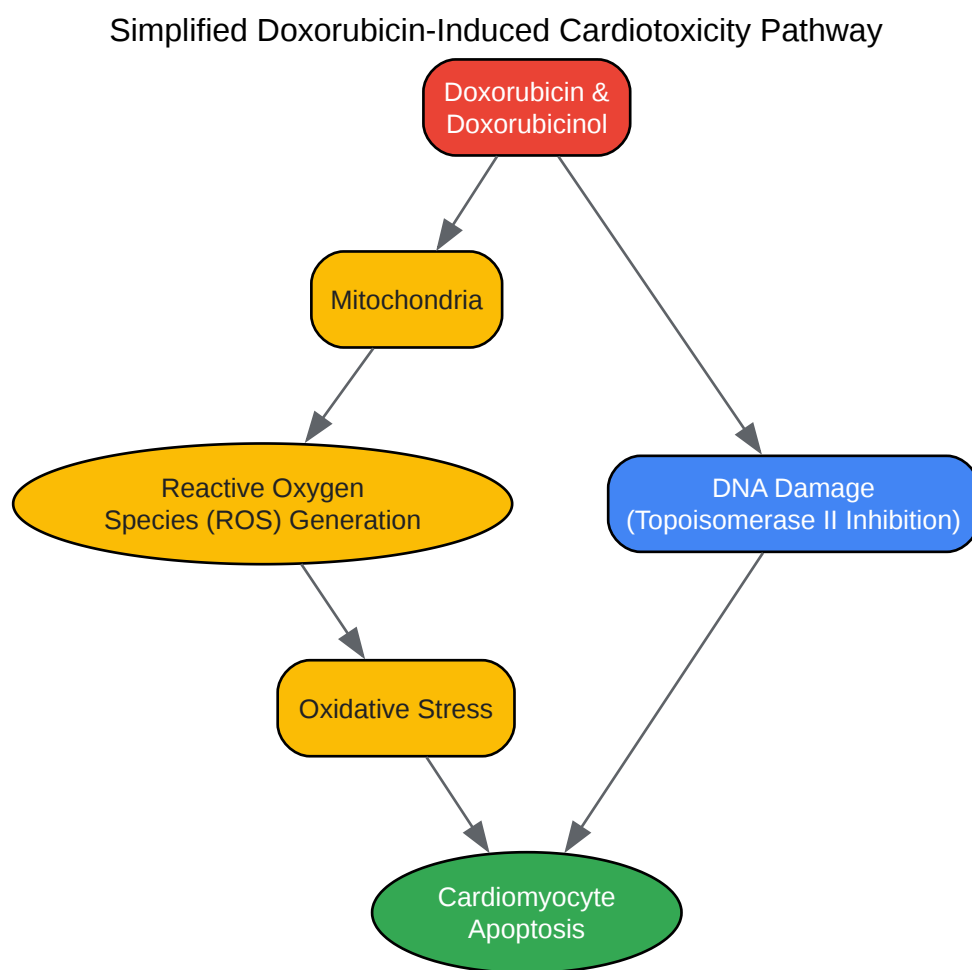 Simplified Doxorubicin-Induced Cardiotoxicity Pathway
Doxorubicin &
Doxorubicinol
Mitochondria
Reactive Oxygen
Species (ROS) Generation
DNA Damage
(Topoisomerase II Inhibition)
Oxidative Stress
Cardiomyocyte
Apoptosis